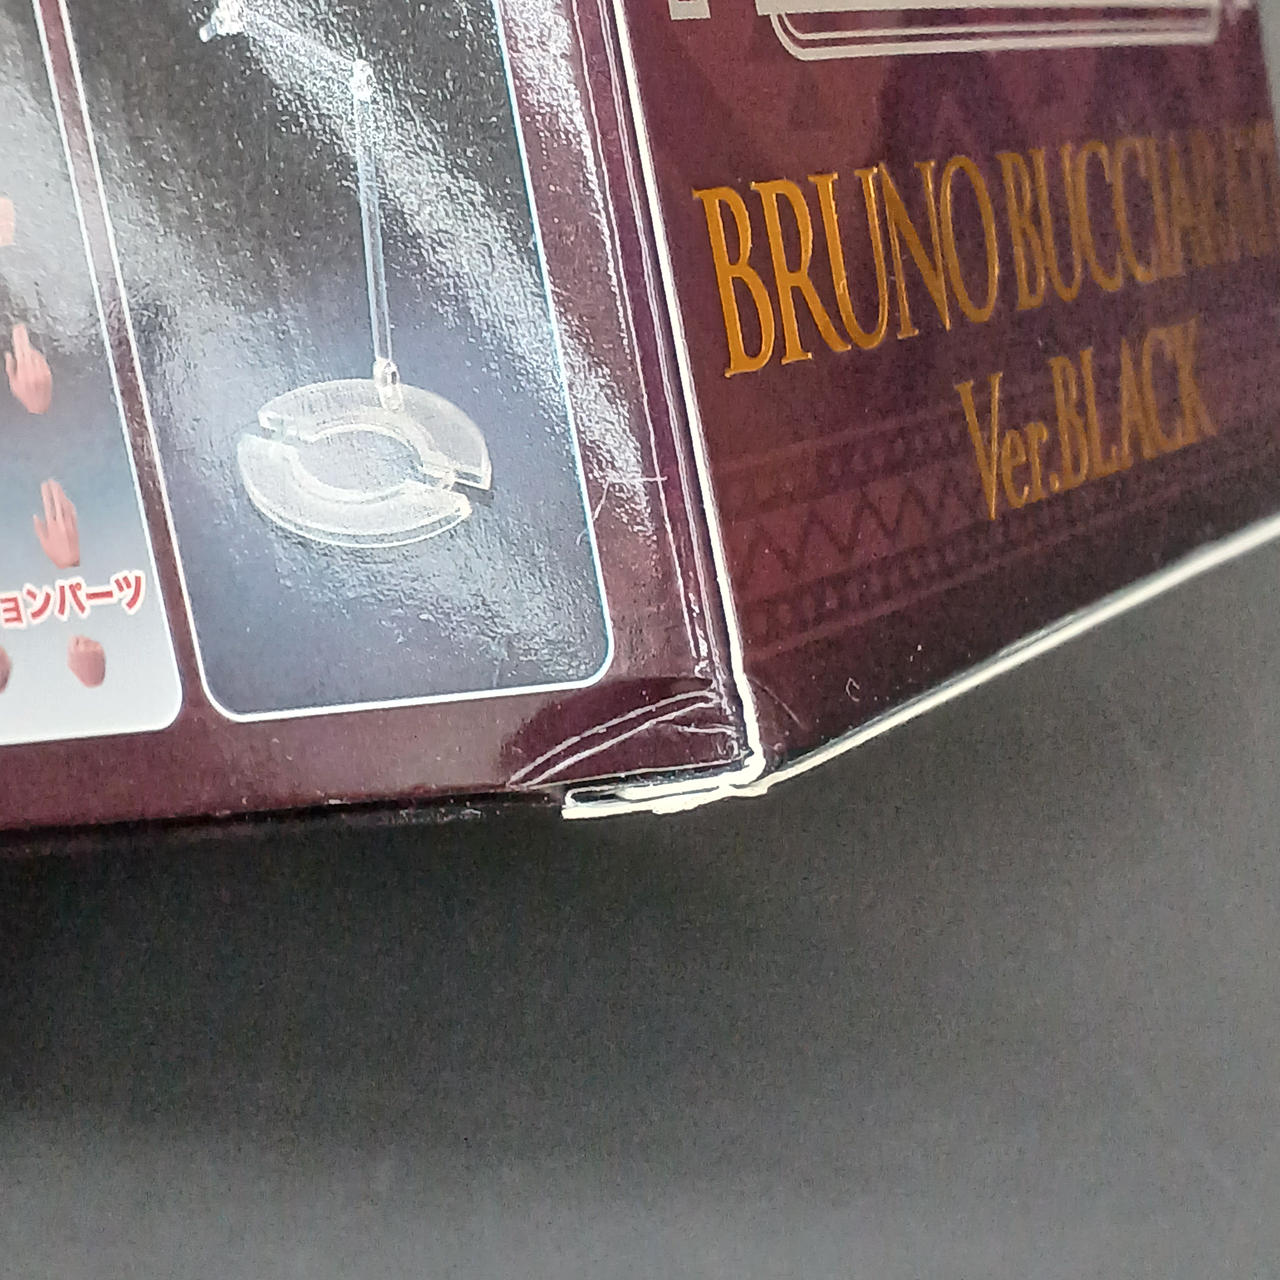 ョンパーツ
BRUNO BUCCIARATI
Ver.BLACK